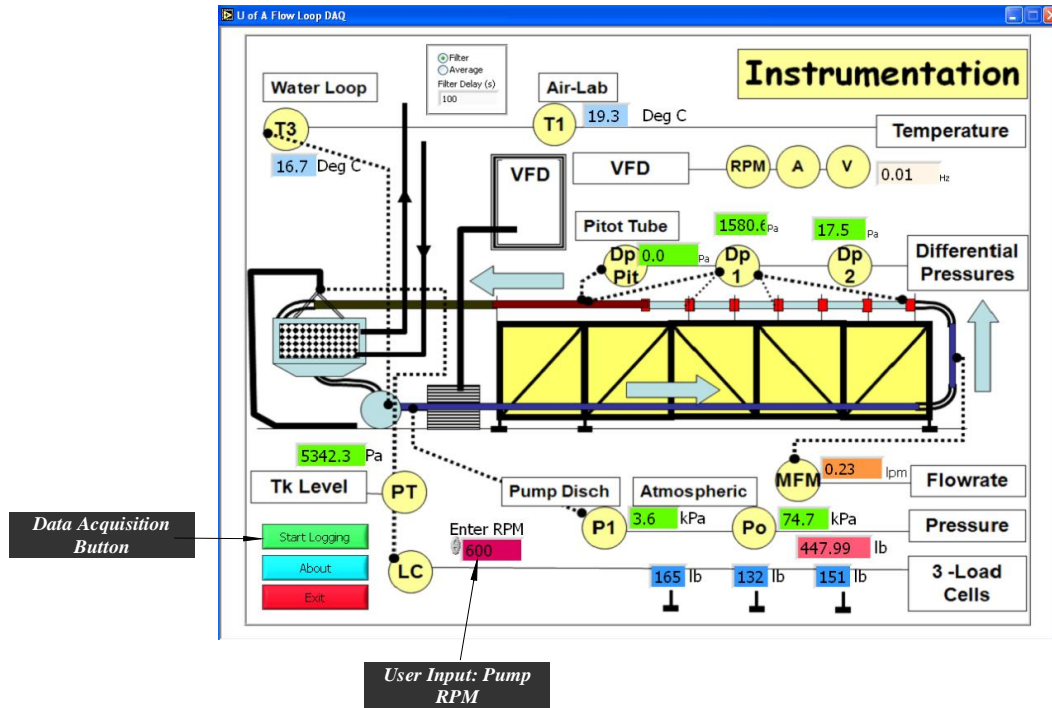 U of A Flow Loop DAQ
Filter
Average
Filter Delay (s)
100
Instrumentation
Water Loop
Air-Lab
T3
T1
19.3 Deg C
Temperature
16.7 Deg C
VFD
VFD
RPM
A
V
0.01 Hz
Pitot Tube
1580.6 Pa
17.5 Pa
Dp Pit
0.0 Pa
Dp 1
Dp 2
Differential
Pressures
5342.3 Pa
Tk Level
PT
Pump Disch
Atmospheric
MFM
0.23 lpm
Flowrate
P1
3.6 kPa
Po
74.7 kPa
Pressure
Data Acquisition
Button
Start Logging
About
Exit
Enter RPM
600
LC
447.99 lb
165 lb
132 lb
151 lb
3 -Load
Cells
User Input: Pump
RPM